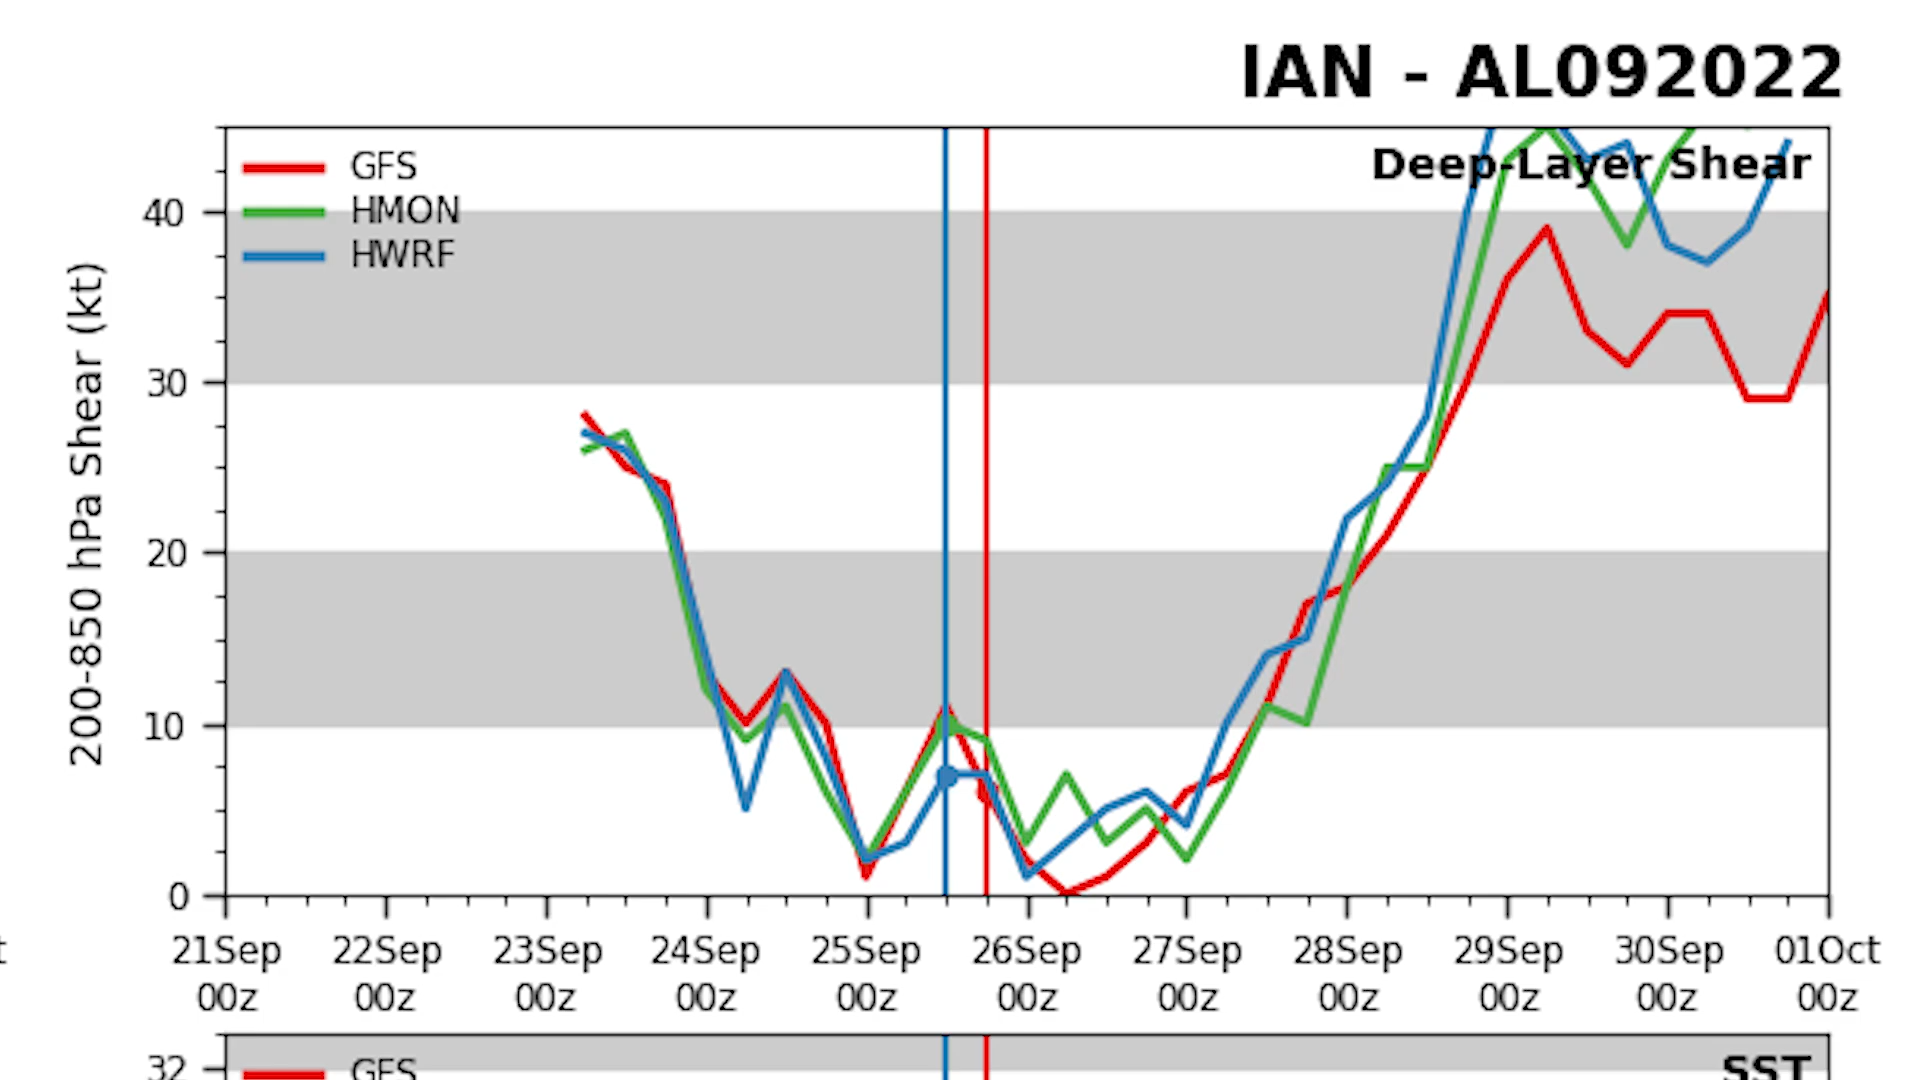 IAN - AL092022
Deep-Layer Shear
GFS
HMON
HWRF
200-850 hPa Shear (kt)
40
30
20
10
0
21Sep 22Sep 23Sep 24Sep 25Sep 26Sep 27Sep 28Sep 29Sep 30Sep 01Oct
00z 00z 00z 00z 00z 00z 00z 00z 00z 00z 00z
t
32
GFS
SST